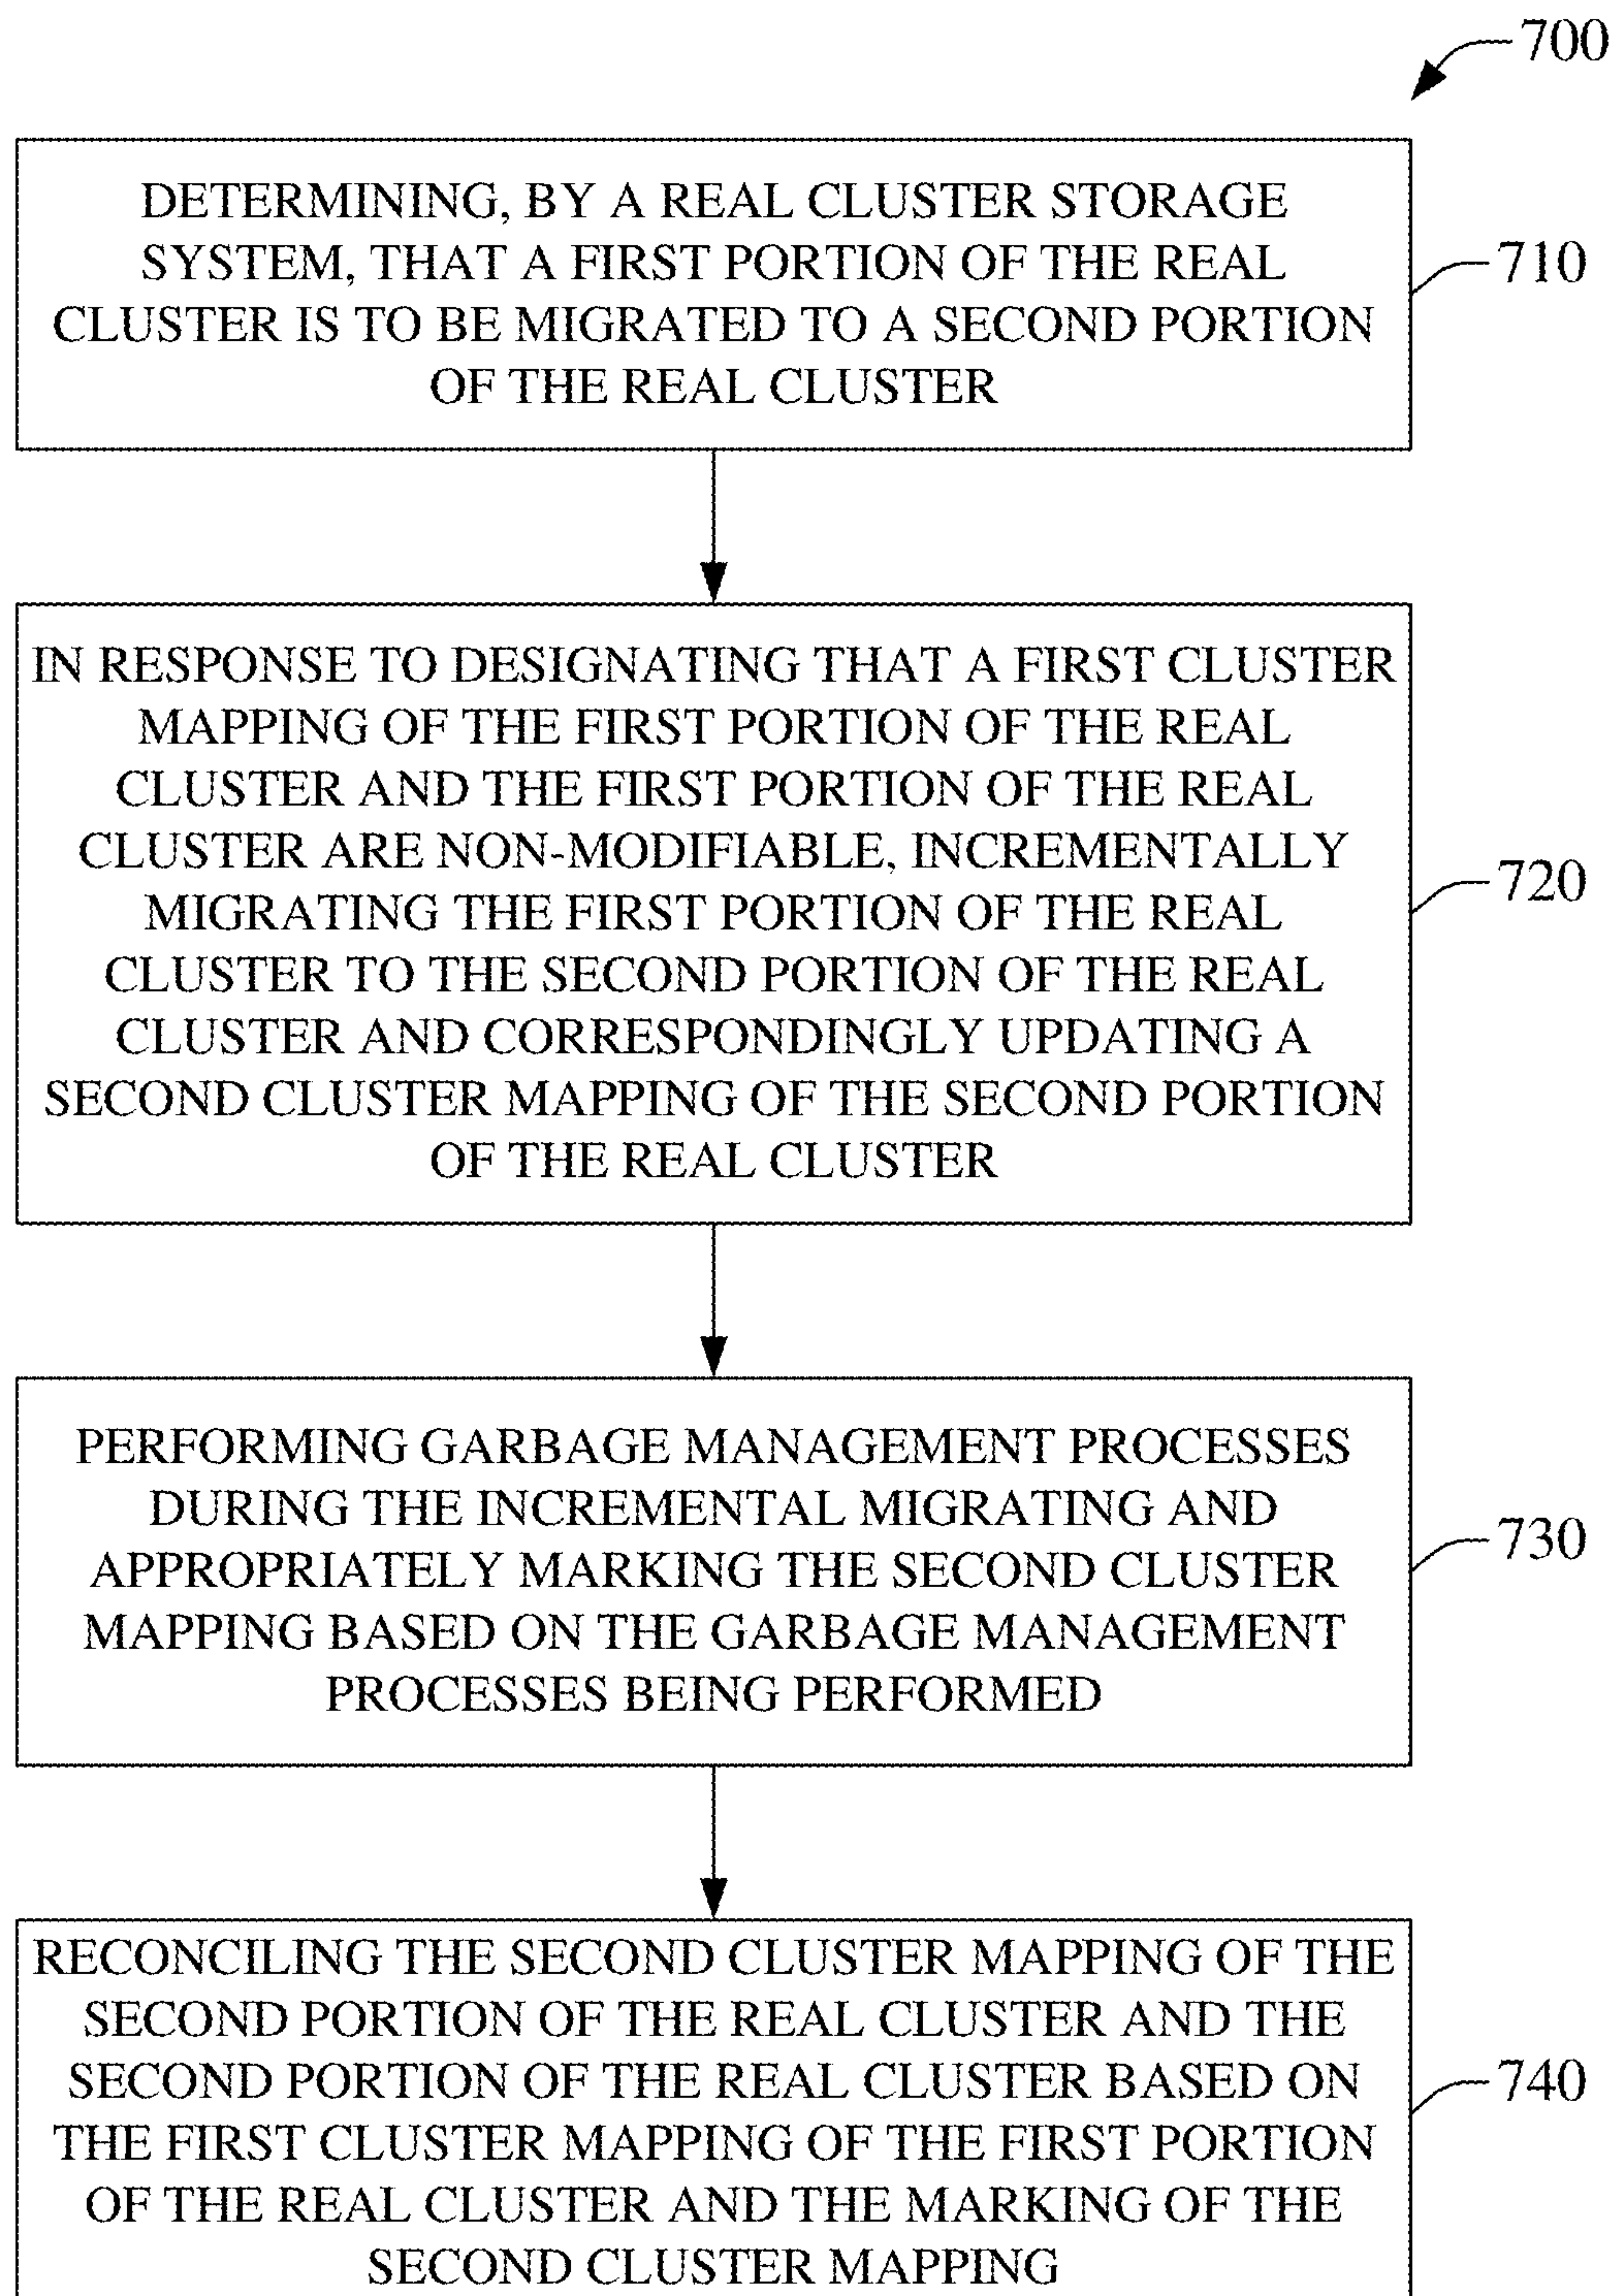 700
DETERMINING, BY A REAL CLUSTER STORAGE
SYSTEM, THAT A FIRST PORTION OF THE REAL
CLUSTER IS TO BE MIGRATED TO A SECOND PORTION
OF THE REAL CLUSTER
710
IN RESPONSE TO DESIGNATING THAT A FIRST CLUSTER
MAPPING OF THE FIRST PORTION OF THE REAL
CLUSTER AND THE FIRST PORTION OF THE REAL
CLUSTER ARE NON-MODIFIABLE, INCREMENTALLY
MIGRATING THE FIRST PORTION OF THE REAL
CLUSTER TO THE SECOND PORTION OF THE REAL
CLUSTER AND CORRESPONDINGLY UPDATING A
SECOND CLUSTER MAPPING OF THE SECOND PORTION
OF THE REAL CLUSTER
720
PERFORMING GARBAGE MANAGEMENT PROCESSES
DURING THE INCREMENTAL MIGRATING AND
APPROPRIATELY MARKING THE SECOND CLUSTER
MAPPING BASED ON THE GARBAGE MANAGEMENT
PROCESSES BEING PERFORMED
730
RECONCILING THE SECOND CLUSTER MAPPING OF THE
SECOND PORTION OF THE REAL CLUSTER AND THE
SECOND PORTION OF THE REAL CLUSTER BASED ON
THE FIRST CLUSTER MAPPING OF THE FIRST PORTION
OF THE REAL CLUSTER AND THE MARKING OF THE
SECOND CLUSTER MAPPING
740